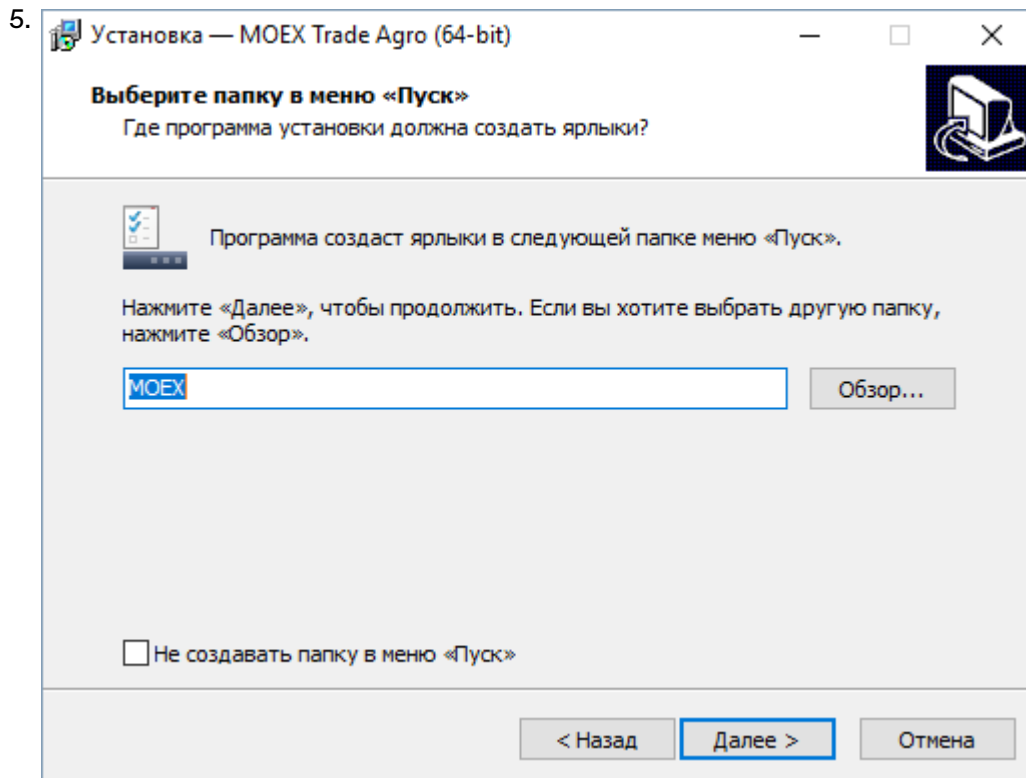 5.
Установка — MOEX Trade Agro (64-bit)
Выберите папку в меню «Пуск»
Где программа установки должна создать ярлыки?
Программа создаст ярлыки в следующей папке меню «Пуск».
Нажмите «Далее», чтобы продолжить. Если вы хотите выбрать другую папку,
нажмите «Обзор».
MOEX
Обзор...
Не создавать папку в меню «Пуск»
< Назад
Далее >
Отмена